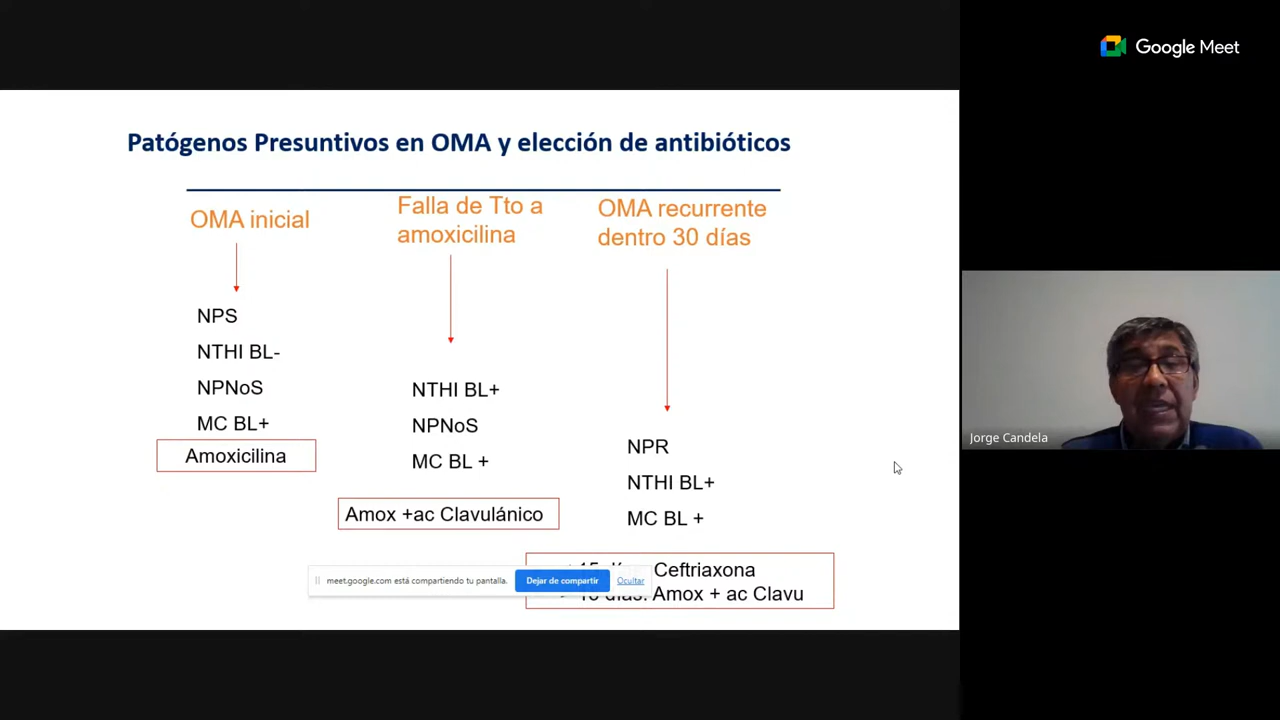 Google Meet
Patógenos Presuntivos en OMA y elección de antibióticos
OMA inicial
NPS
NTHI BL-
NPNoS
MC BL+
Amoxicilina
Falla de Tto a
amoxicilina
NTHI BL+
NPNoS
MC BL +
Amox +ac Clavulánico
OMA recurrente
dentro 30 días
NPR
NTHI BL+
MC BL +
Ceftriaxona
días: Amox + ac Clavu
meet.google.com está compartiendo tu pantalla.
Dejar de compartir
Ocultar
Jorge Candela